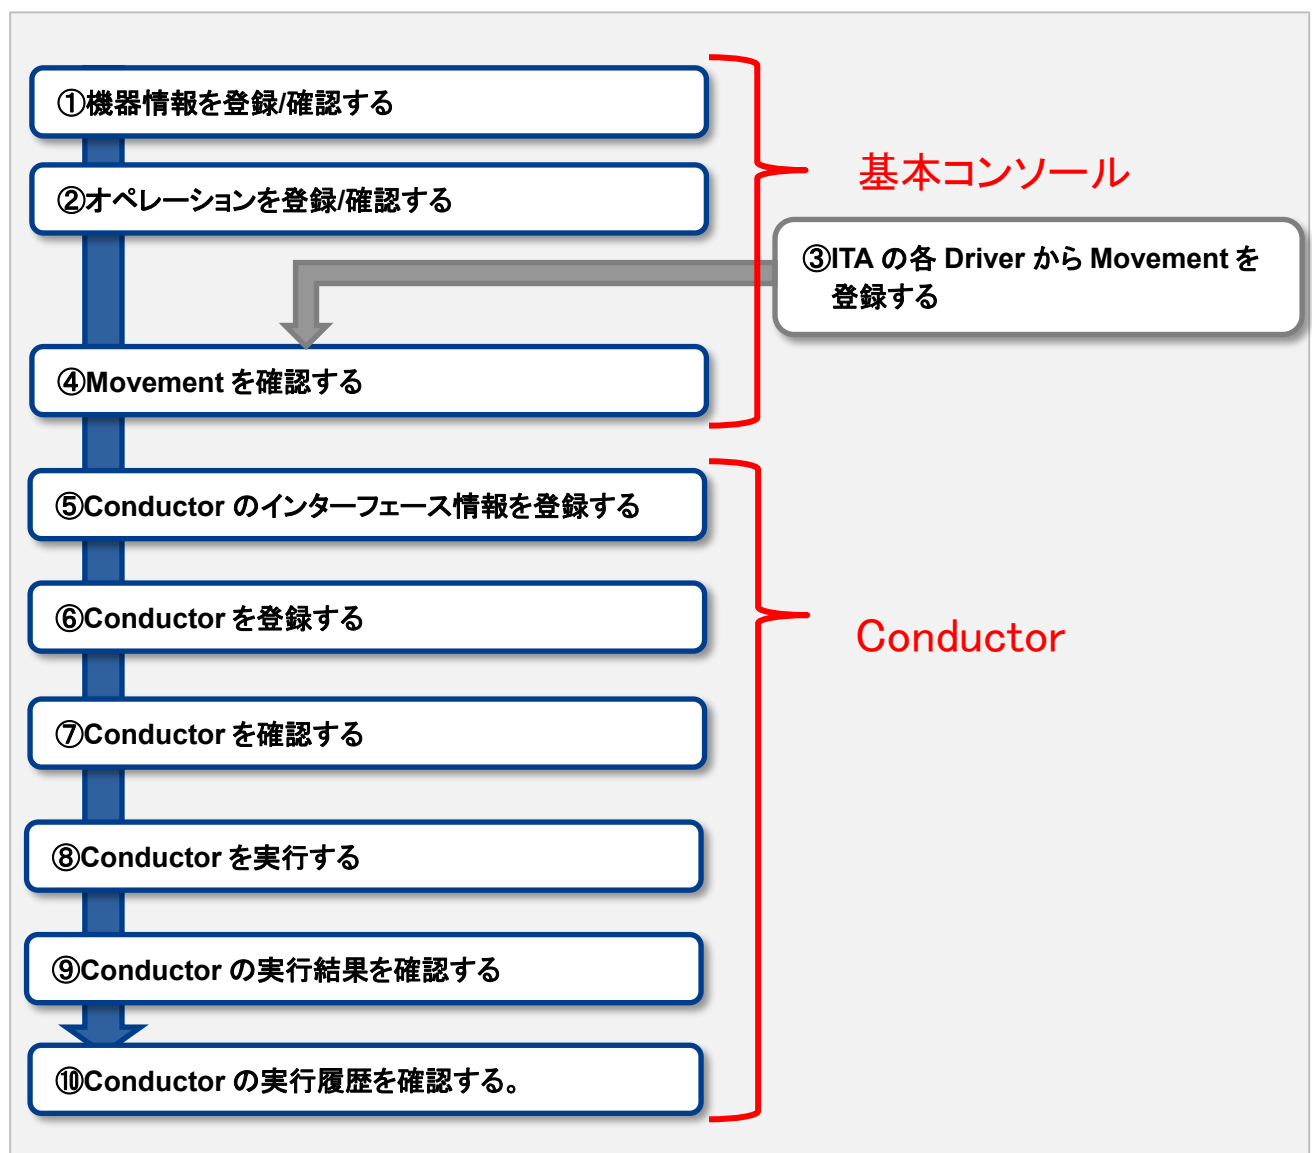 ①機器情報を登録/確認する
基本コンソール
②オペレーションを登録/確認する
③ITA の各 Driver から Movement を
登録する
④Movement を確認する
⑤Conductor のインターフェース情報を登録する
⑥Conductor を登録する
Conductor
⑦Conductor を確認する
⑧Conductor を実行する
⑨Conductor の実行結果を確認する
⑩Conductor の実行履歴を確認する。